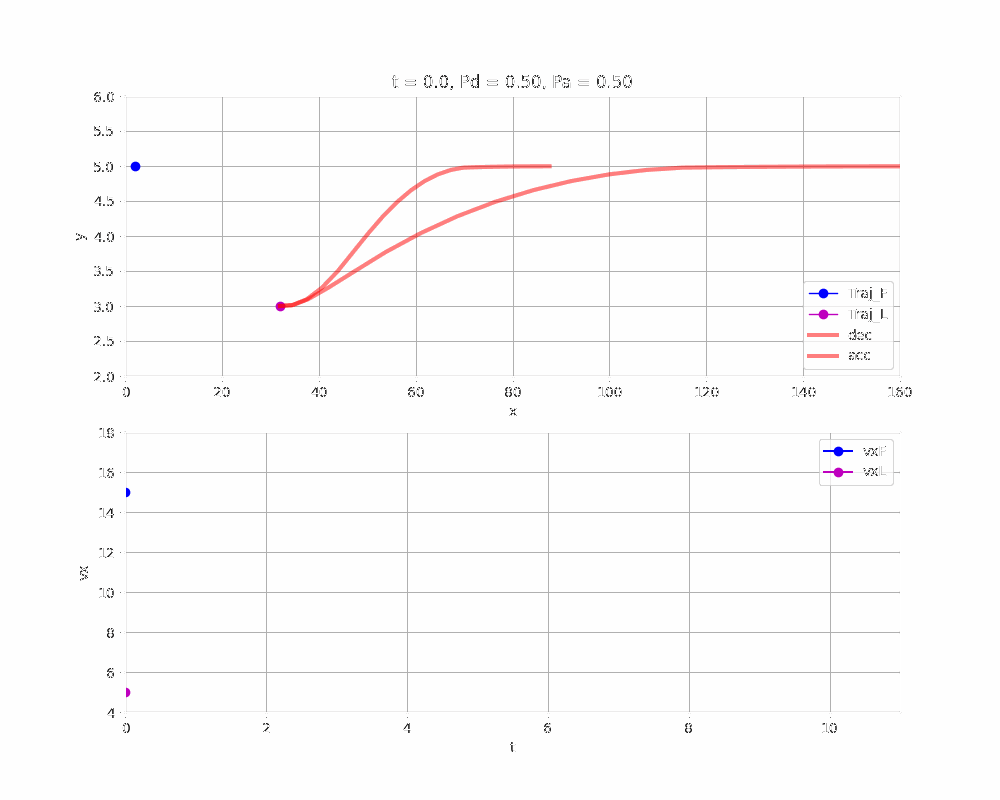 t = 0.0, Pd = 0.50, Pa = 0.50
6.0
5.5
5.0
4.5
4.0
3.5
3.0
2.5
2.0
y
Traj_F
Traj_L
dec
acc
0 20 40 60 80 100 120 140 160
x
18
16
14
12
10
8
6
4
vx
vxF
vxL
0 2 4 6 8 10
t